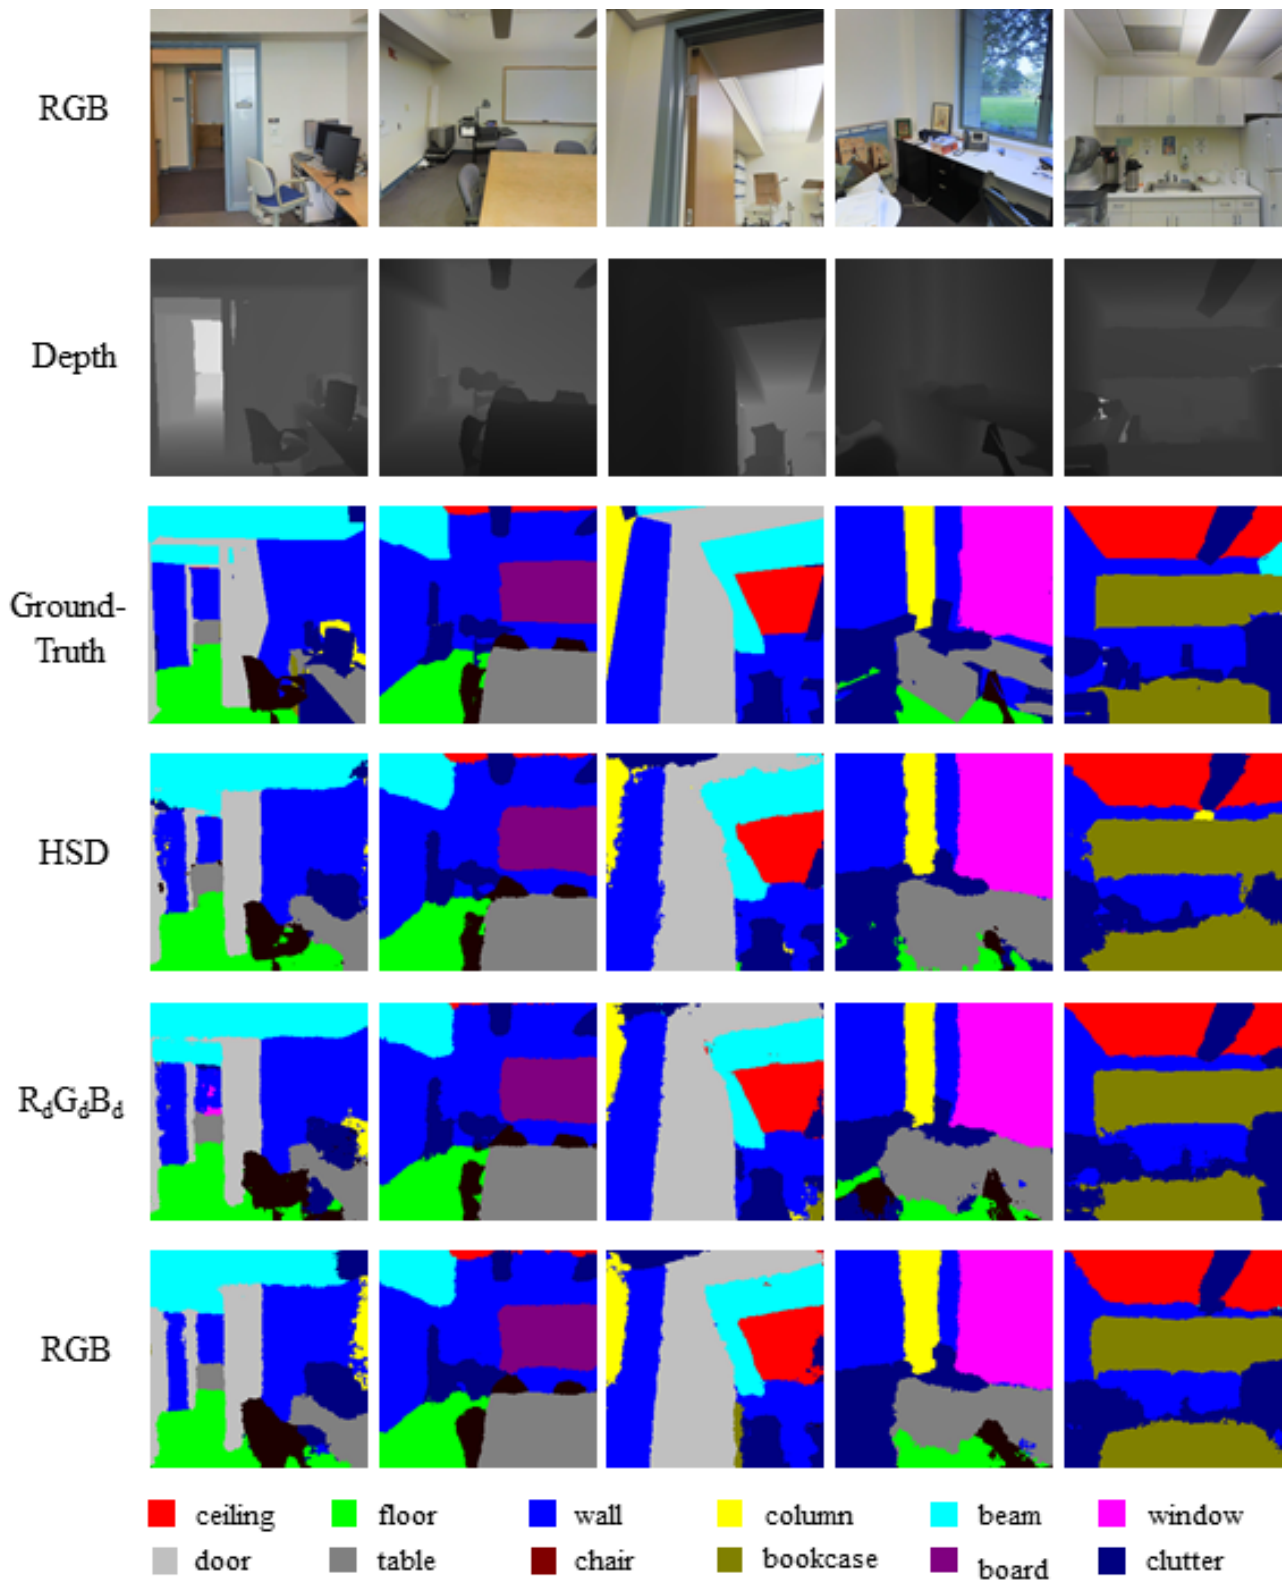 RGB
Depth
Ground-
Truth
HSD
RdGdBd
RGB
ceiling floor wall column beam window
door table chair bookcase board clutter